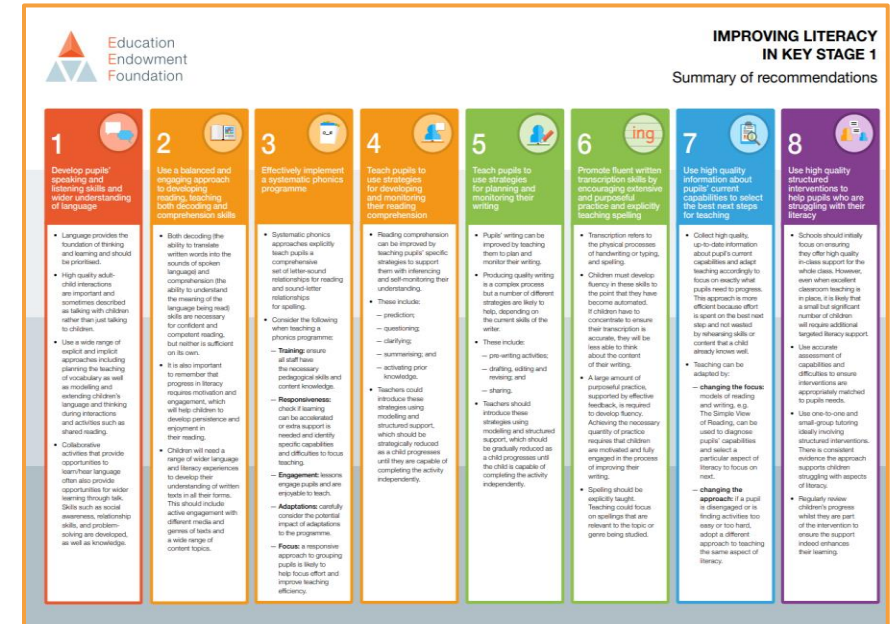 Education
Endowment
Foundation
IMPROVING LITERACY
IN KEY STAGE 1
Summary of recommendations
1
Develop pupils'
speaking and
listening skills and
wider understanding
of language
• Language provides the
foundation of thinking
and learning and should
be prioritised.
• High quality adult-
child interactions
are important and
sometimes described
as talking with children
rather than just talking
to children.
• Use a wide range of
explicit and implicit
approaches including
planning the teaching
of vocabulary as well
as modelling and
extending children's
language and thinking
during interactions
and activities such as
shared reading.
• Collaborative
activities that provide
opportunities to
learn/hear language
often also provide
opportunities for wider
learning through talk.
Skills such as social
awareness, relationship
skills, and problem-
solving are developed,
as well as knowledge.
2
Use a balanced and
engaging approach
to developing
reading, teaching
both decoding and
comprehension skills
• Both decoding (the
ability to translate
written words into the
sounds of spoken
language) and
comprehension (the
ability to understand
the meaning of the
language being read)
skills are necessary
for confident and
competent reading,
but neither is sufficient
on its own.
• It is also important
to remember that
progress in literacy
requires motivation and
engagement, which
will help children to
develop persistence and
enjoyment in
their reading.
• Children will need a
range of wider language
and literacy experiences
to develop their
understanding of written
texts in all their forms.
This should include
active engagement with
different media and
genres of texts and
a wide range of
content topics.
3
Effectively implement
a systematic phonics
programme
• Systematic phonics
approaches explicitly
teach pupils a
comprehensive
set of letter-sound
relationships for reading
and sound-letter
relationships
for spelling.
• Consider the following
when teaching a
phonics programme:
— Training: ensure
all staff have
the necessary
pedagogical skills and
content knowledge.
— Responsiveness:
check if learning
can be accelerated
or extra support is
needed and identify
specific capabilities
and difficulties to focus
teaching.
— Engagement: lessons
engage pupils and are
enjoyable to teach.
— Adaptations: carefully
consider the potential
impact of adaptations
to the programme.
— Focus: a responsive
approach to grouping
pupils is likely to
help focus effort and
improve teaching
efficiency.
4
Teach pupils to
use strategies
for developing
and monitoring
their reading
comprehension
• Reading comprehension
can be improved by
teaching pupils' specific
strategies to support
them with inferencing
and self-monitoring their
understanding.
• These include:
— prediction;
— questioning;
— clarifying;
— summarising; and
— activating prior
knowledge.
• Teachers could
introduce these
strategies using
modelling and
structured support,
which should be
strategically reduced
as a child progresses
until they are capable of
completing the activity
independently.
5
Teach pupils to
use strategies
for planning and
monitoring their
writing
• Pupils' writing can be
improved by teaching
them to plan and
monitor their writing.
• Producing quality writing
is a complex process
but a number of different
strategies are likely to
help, depending on
the current skills of the
writer.
• These include:
— pre-writing activities;
— drafting, editing and
revising; and
— sharing.
• Teachers should
introduce these
strategies using
modelling and structured
support, which should
be gradually reduced as
a child progresses until
the child is capable of
completing the activity
independently.
6
ing
Promote fluent written
transcription skills by
encouraging extensive
and purposeful
practice and explicitly
teaching spelling
• Transcription refers to
the physical processes
of handwriting or typing,
and spelling.
• Children must develop
fluency in these skills to
the point that they have
become automated.
If children have to
concentrate to ensure
their transcription is
accurate, they will be
less able to think
about the content
of their writing.
• A large amount of
purposeful practice,
supported by effective
feedback, is required
to develop fluency.
Achieving the necessary
quantity of practice
requires that children
are motivated and fully
engaged in the process
of improving their
writing.
• Spelling should be
explicitly taught.
Teaching could focus
on spellings that are
relevant to the topic or
genre being studied.
7
Use high quality
information about
pupils' current
capabilities to select
the best next steps
for teaching
• Collect high quality,
up-to-date information
about pupil's current
capabilities and adapt
teaching accordingly to
focus on exactly what
pupils need to progress.
This approach is more
efficient because effort
is spent on the best next
step and not wasted
by rehearsing skills or
content that a child
already knows well.
• Teaching can be
adapted by:
— changing the focus:
models of reading
and writing, e.g.
The Simple View
of Reading, can be
used to diagnose
pupils' capabilities
and select a
particular aspect of
literacy to focus on
next.
— changing the
approach: if a pupil
is disengaged or is
finding activities too
easy or too hard,
adopt a different
approach to teaching
the same aspect of
literacy.
8
Use high quality
structured
interventions to
help pupils who are
struggling with their
literacy
• Schools should initially
focus on ensuring
they offer high quality
in-class support for the
whole class. However,
even when excellent
classroom teaching is
in place, it is likely that
a small but significant
number of children
will require additional
targeted literacy support.
• Use accurate
assessment of
capabilities and
difficulties to ensure
interventions are
appropriately matched
to pupils needs.
• Use one-to-one and
small-group tutoring
ideally involving
structured interventions.
There is consistent
evidence the approach
supports children
struggling with aspects
of literacy.
• Regularly review
children's progress
whilst they are part
of the intervention to
ensure the support
indeed enhances
their learning.